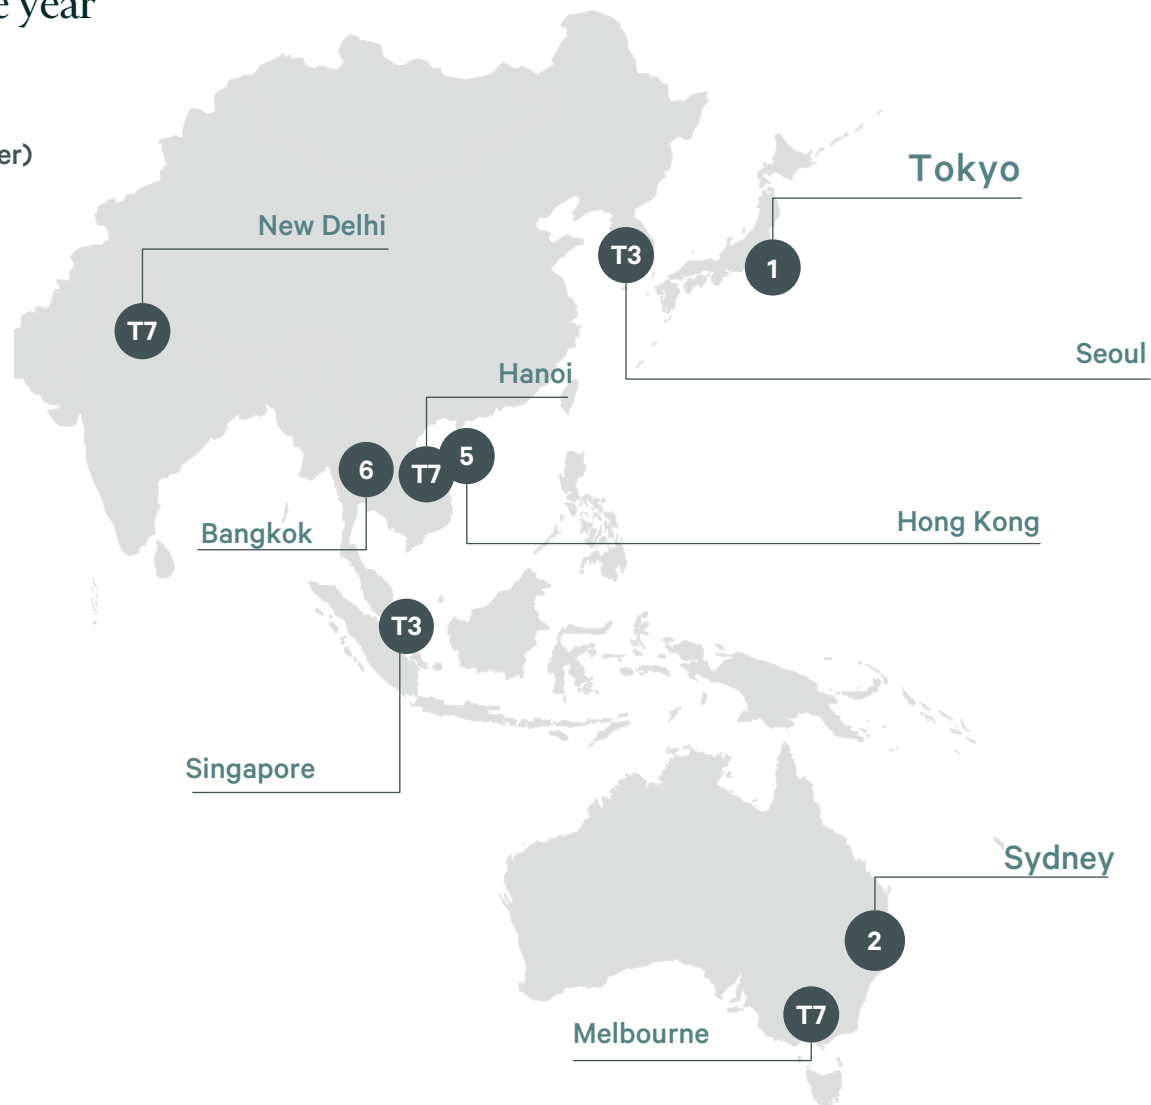 e year
er)
Tokyo
New Delhi
T3
1
T7
Seoul
Hanoi
6
T7
5
Hong Kong
Bangkok
T3
Singapore
Sydney
2
T7
Melbourne